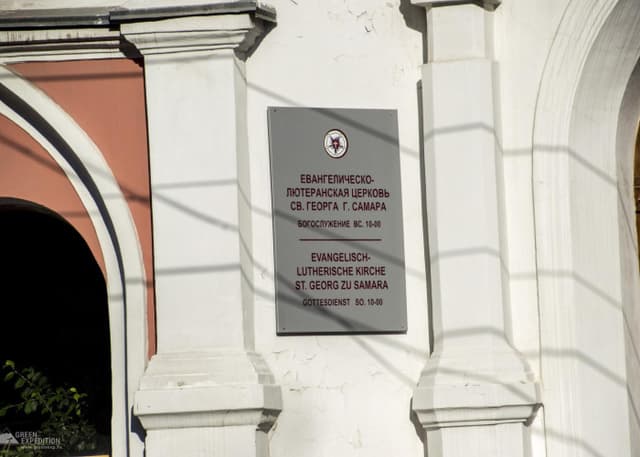 ЕВАНГЕЛИЧЕСКО-
ЛЮТЕРАНСКАЯ ЦЕРКОВЬ
СВ. ГЕОРГА Г. САМАРА
БОГОСЛУЖЕНИЕ ВС. 10-00
EVANGELISCH-
LUTHERISCHE KIRCHE
ST. GEORG ZU SAMARA
GOTTESDIENST SO. 10-00
GREEN
EXPEDITION